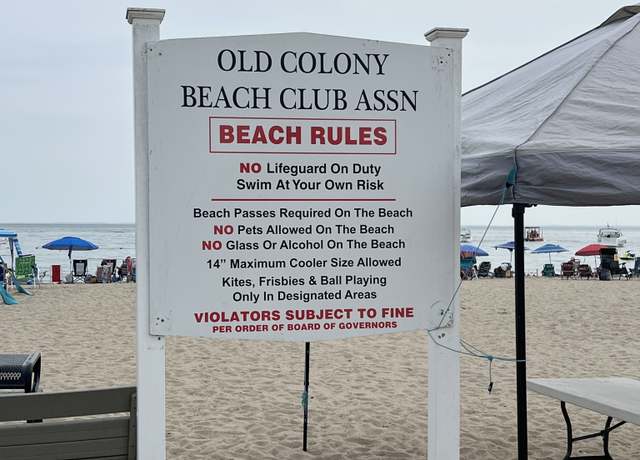 OLD COLONY
BEACH CLUB ASSN
BEACH RULES
NO Lifeguard On Duty
Swim At Your Own Risk
Beach Passes Required On The Beach
NO Pets Allowed On The Beach
NO Glass Or Alcohol On The Beach
14" Maximum Cooler Size Allowed
Kites, Frisbies & Ball Playing
Only In Designated Areas
VIOLATORS SUBJECT TO FINE
PER ORDER OF BOARD OF GOVERNORS